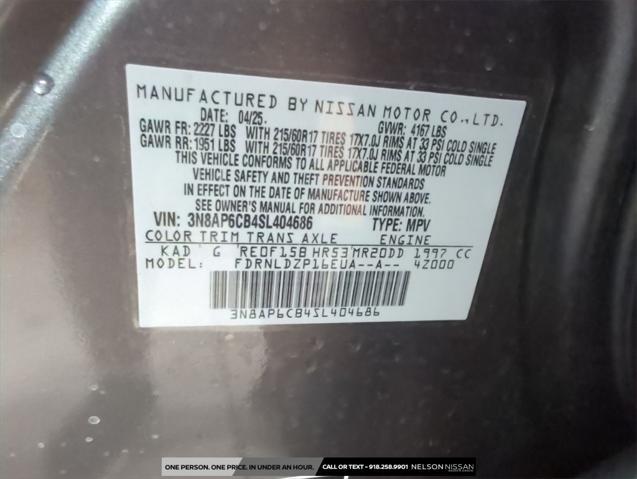 MANUFACTURED BY NISSAN MOTOR CO., LTD.
DATE: 04/25. GVWR: 4167 LBS
GAWR FR: 2227 LBS WITH 215/60R17 TIRES 17X7.0J RIMS AT 33 PSI COLD SINGLE
GAWR RR: 1951 LBS WITH 215/60R17 TIRES 17X7.0J RIMS AT 33 PSI COLD SINGLE
THIS VEHICLE CONFORMS TO ALL APPLICABLE FEDERAL MOTOR
VEHICLE SAFETY AND THEFT PREVENTION STANDARDS
IN EFFECT ON THE DATE OF MANUFACTURE SHOWN ABOVE.
SEE OWNER'S MANUAL FOR ADDITIONAL INFORMATION.
VIN: 3N8AP6CB4SL404686 TYPE: MPV
COLOR TRIM TRANS AXLE ENGINE
KAD G RE0F15B HR53 MR20DD 1997 CC
MODEL: FDRNLDZP16EUA--A-- 4Z000
3N8AP6CB4SL404686
ONE PERSON. ONE PRICE. IN UNDER AN HOUR. CALL OR TEXT - 918.258.9901 NELSON NISSAN